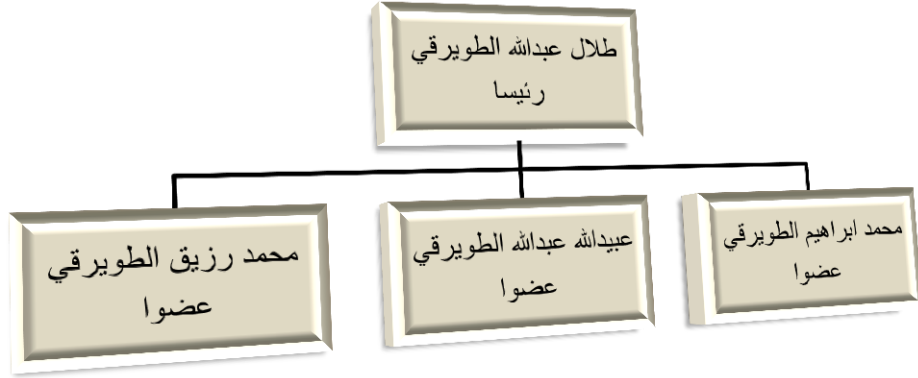 طلال عبدالله الطويرقي
رئيسا
محمد ابراهيم الطويرقي
عضوا
عبيدالله عبدالله الطويرقي
عضوا
محمد رزيق الطويرقي
عضوا